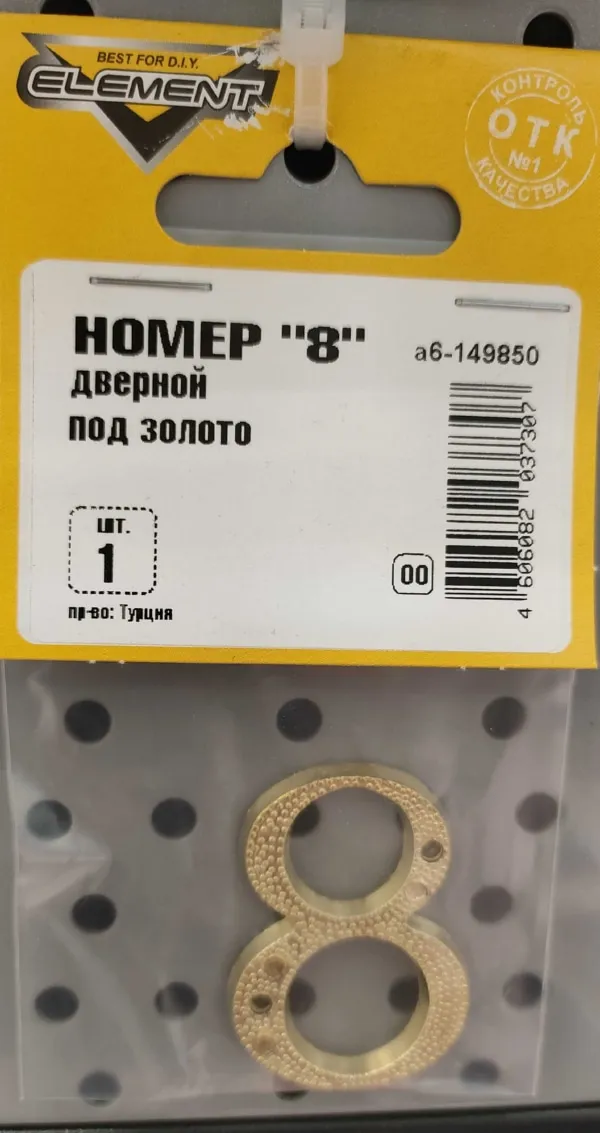 BEST FOR D.I.Y.
ELEMENT
КОНТРОЛЬ
ОТК
№1
КАЧЕСТВА
НОМЕР "8"
дверной
под золото
а6-149850
шт.
1
пр-во: Турция
00
4 606082 037307
8